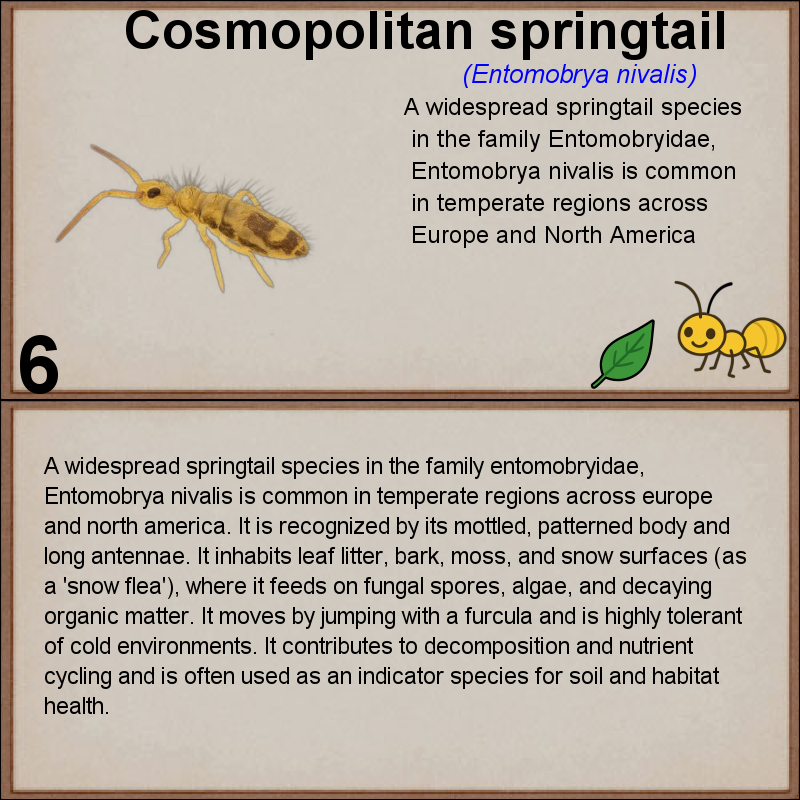 Cosmopolitan springtail
(Entomobrya nivalis)
A widespread springtail species
in the family Entomobryidae,
Entomobrya nivalis is common
in temperate regions across
Europe and North America
6
A widespread springtail species in the family entomobryidae,
Entomobrya nivalis is common in temperate regions across europe
and north america. It is recognized by its mottled, patterned body and
long antennae. It inhabits leaf litter, bark, moss, and snow surfaces (as
a 'snow flea'), where it feeds on fungal spores, algae, and decaying
organic matter. It moves by jumping with a furcula and is highly tolerant
of cold environments. It contributes to decomposition and nutrient
cycling and is often used as an indicator species for soil and habitat
health.